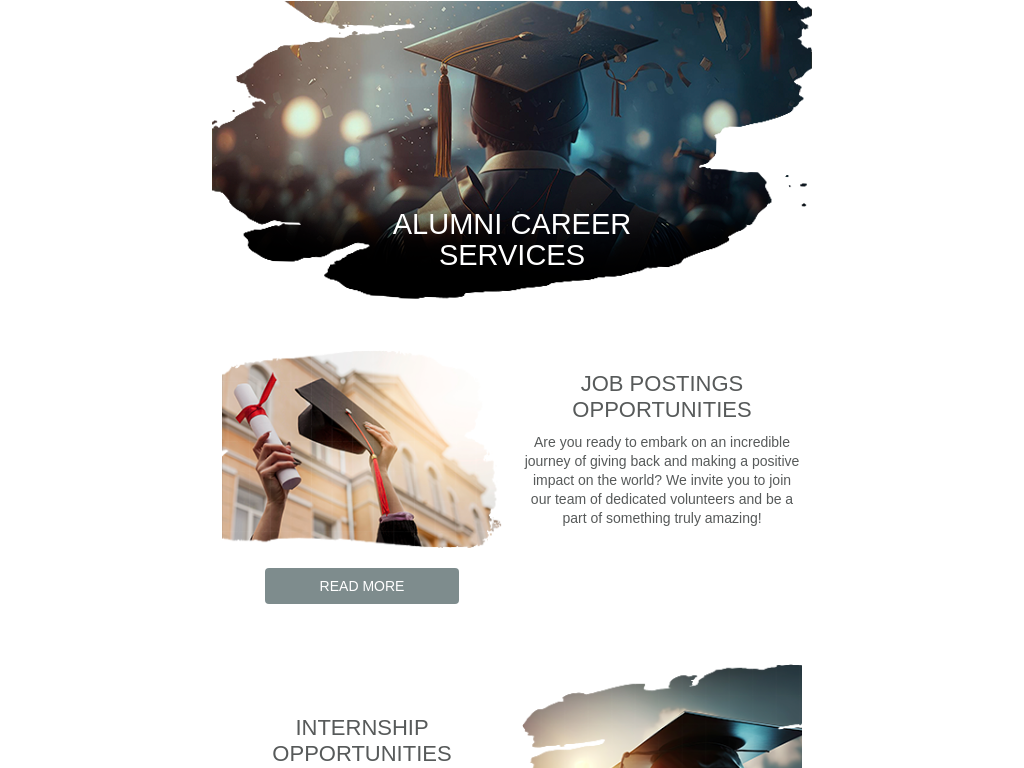 ALUMNI CAREER
SERVICES
JOB POSTINGS
OPPORTUNITIES
Are you ready to embark on an incredible
journey of giving back and making a positive
impact on the world? We invite you to join
our team of dedicated volunteers and be a
part of something truly amazing!
READ MORE
INTERNSHIP
OPPORTUNITIES